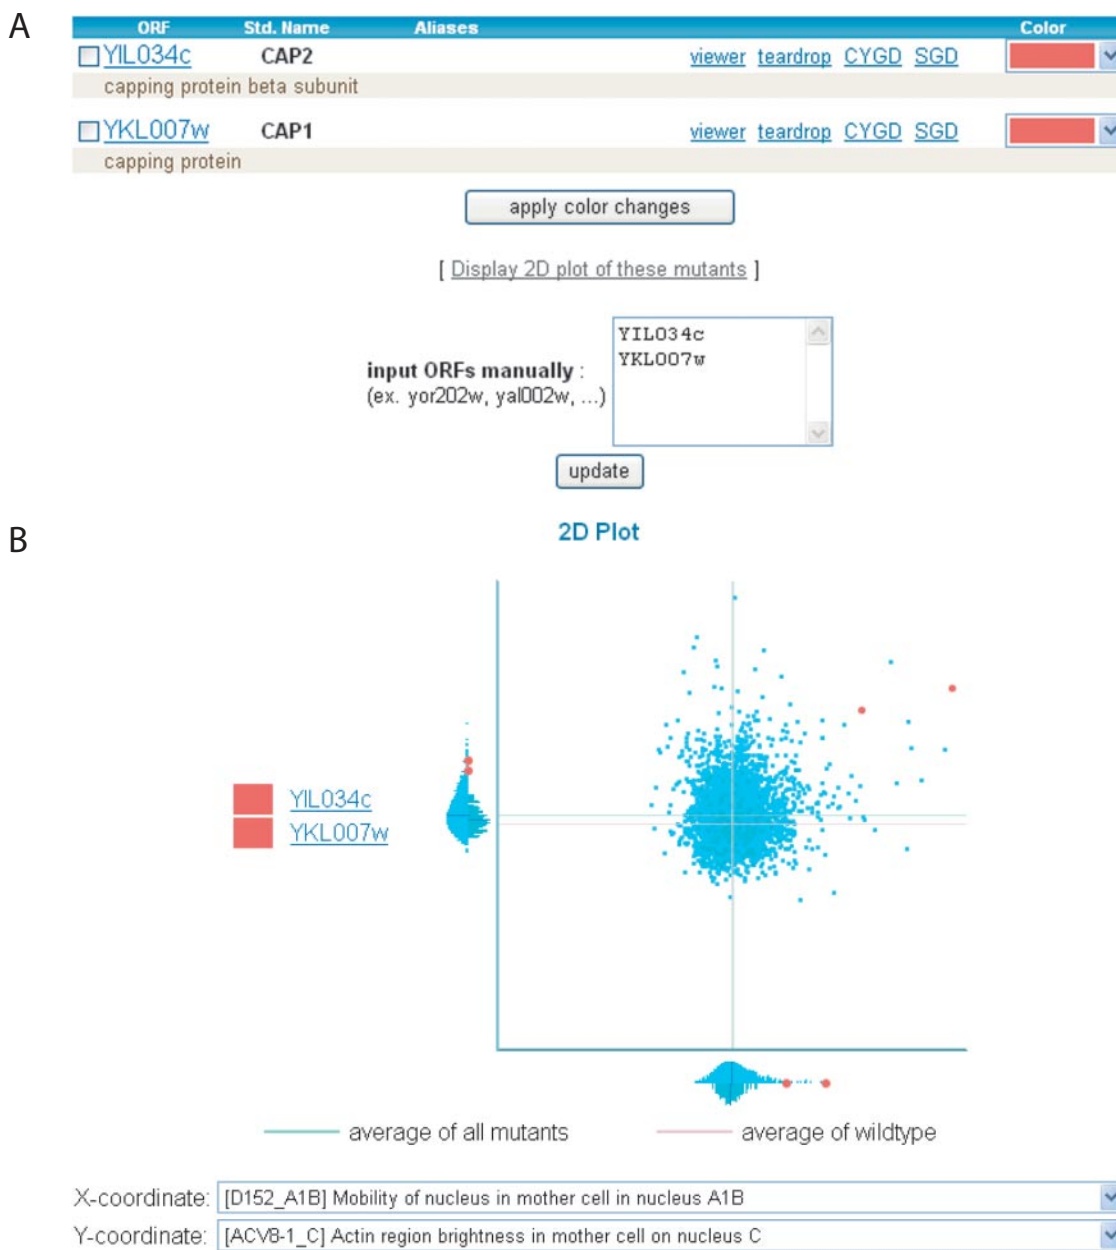 A
ORF Std. Name Aliases Color
YIL034c CAP2 viewer teardrop CYGD SGD
capping protein beta subunit
YKL007w CAP1 viewer teardrop CYGD SGD
capping protein
apply color changes
[ Display 2D plot of these mutants ]
input ORFs manually :
(ex. yor202w, yal002w, ...)
YIL034c
YKL007w
update
B
2D Plot
YIL034c
YKL007w
average of all mutants average of wildtype
X-coordinate: [D152_A1B] Mobility of nucleus in mother cell in nucleus A1B
Y-coordinate: [ACV8-1_C] Actin region brightness in mother cell on nucleus C